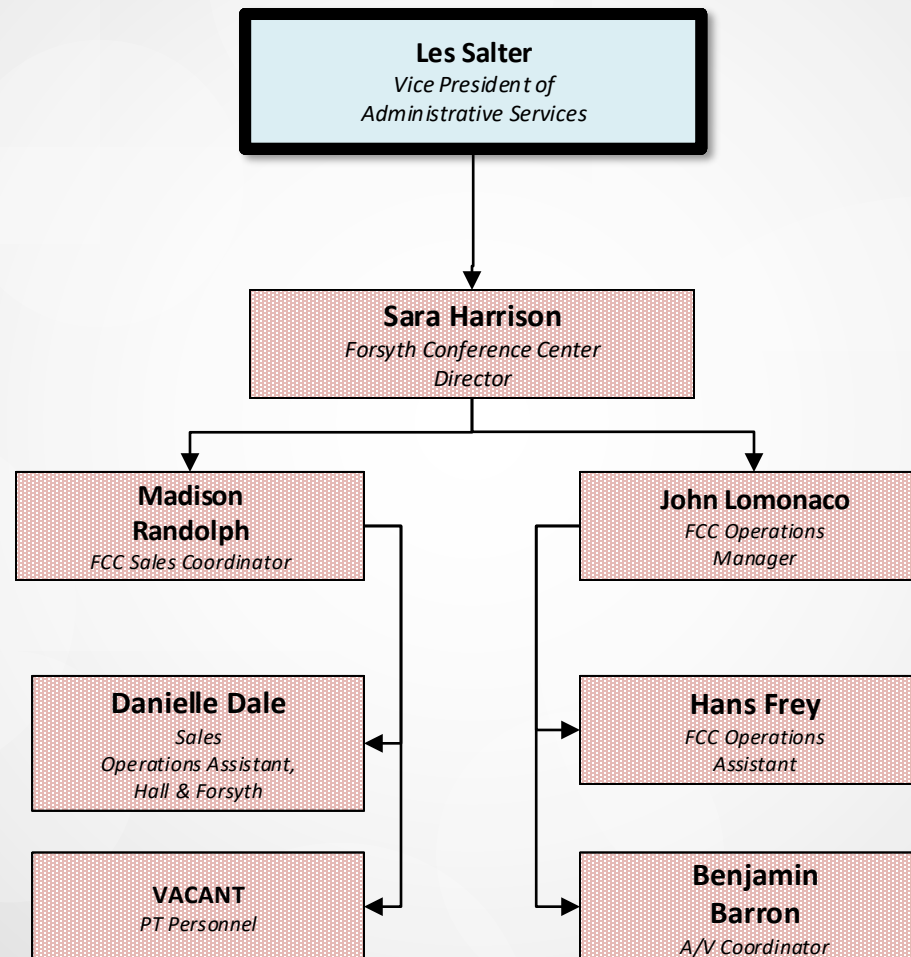 Les Salter
Vice President of
Administrative Services
Sara Harrison
Forsyth Conference Center
Director
Madison
Randolph
FCC Sales Coordinator
John Lomonaco
FCC Operations
Manager
Danielle Dale
Sales
Operations Assistant,
Hall & Forsyth
Hans Frey
FCC Operations
Assistant
VACANT
PT Personnel
Benjamin
Barron
A/V Coordinator